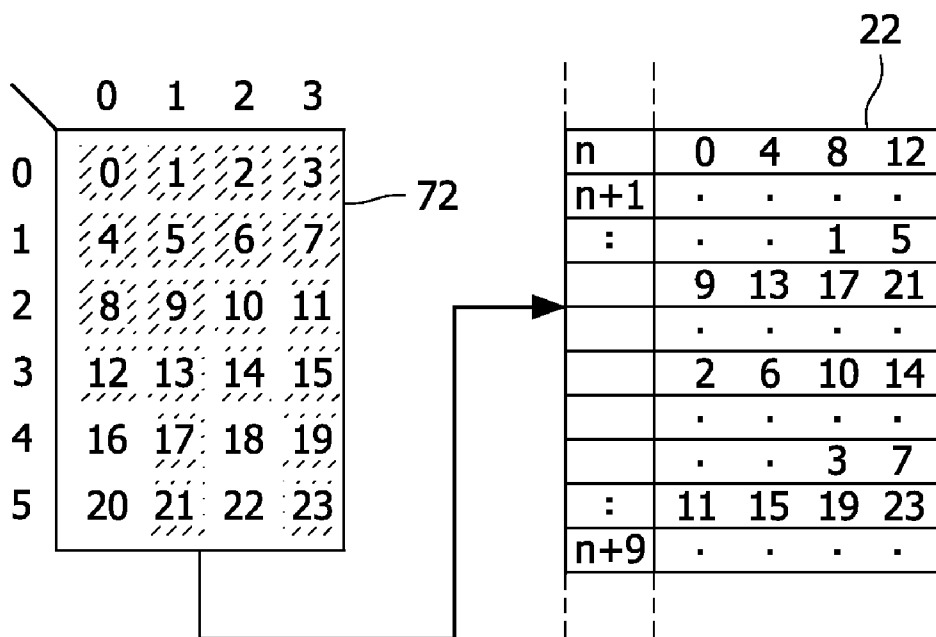 22
0 1 2 3
0 0 1 2 3
72
1 4 5 6 7
2 8 9 10 11
3 12 13 14 15
4 16 17 18 19
5 20 21 22 23
n 0 4 8 12
n+1 . . . .
: . . 1 5
9 13 17 21
. . . .
2 6 10 14
. . . .
. . 3 7
: 11 15 19 23
n+9 . . . .